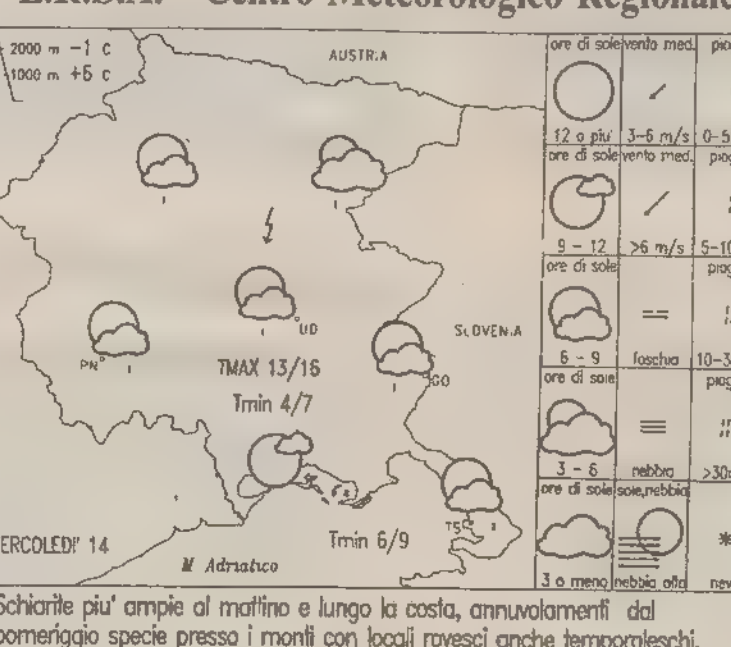 Centro Meteorologico Regionale
2000 m -1 C
1000 m +6 C
AUSTRIA
SLOVENIA
UD
PN
GO
TS
TMAX 13/16
Tmin 4/7
Tmin 6/9
ERCOLEDI' 14
M Adriatico
ore di sole vento med.
12 o piu' 3-6 m/s 0-5
ore di sole vento med.
9 - 12 >6 m/s 5-10
ore di sole
6 - 9 foschia 10-3
ore di sole
3 - 6 nebbia >30
ore di sole sole,nebbia
3 o meno nebbia alta
Schiarite piu' ampie al mattino e lungo la costa, annuvolamenti dal
pomeriggio specie presso i monti con locali rovesci anche temporaleschi.